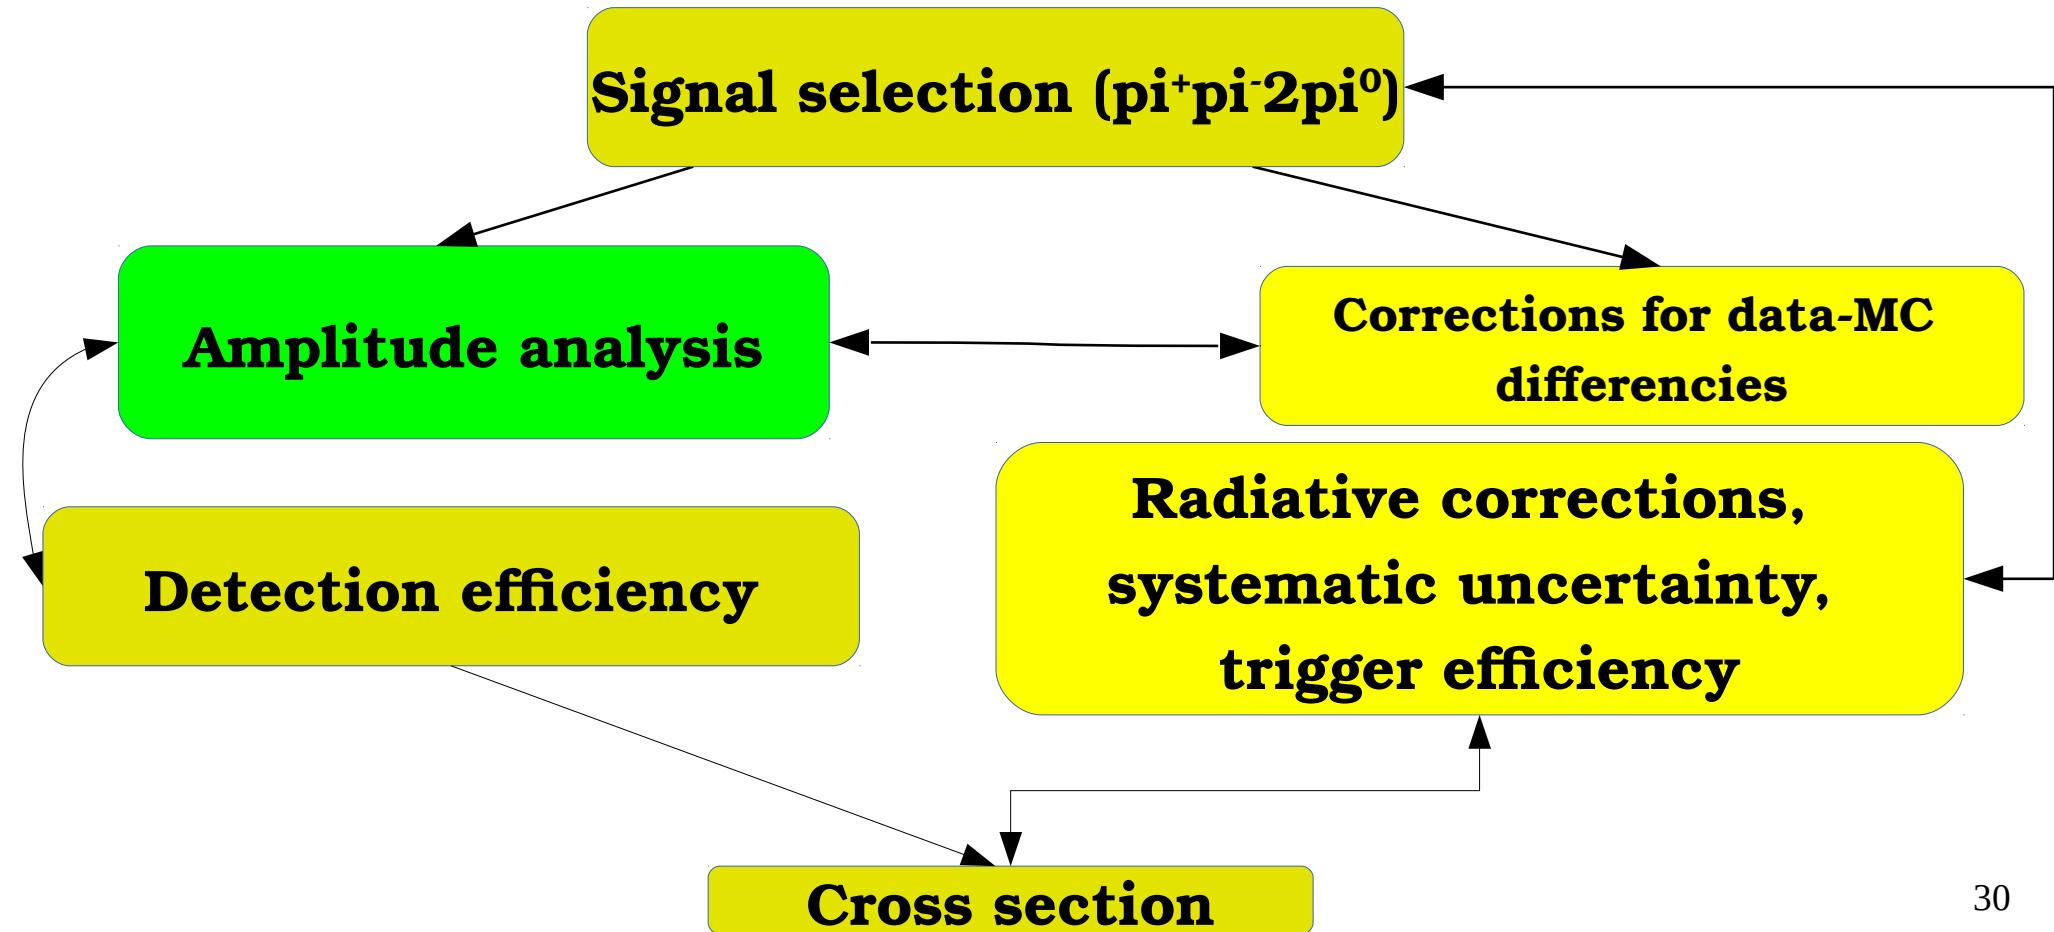 Signal selection (pi⁺pi⁻2pi⁰)
Amplitude analysis
Corrections for data-MC
differencies
Radiative corrections,
systematic uncertainty,
trigger efficiency
Detection efficiency
Cross section
30